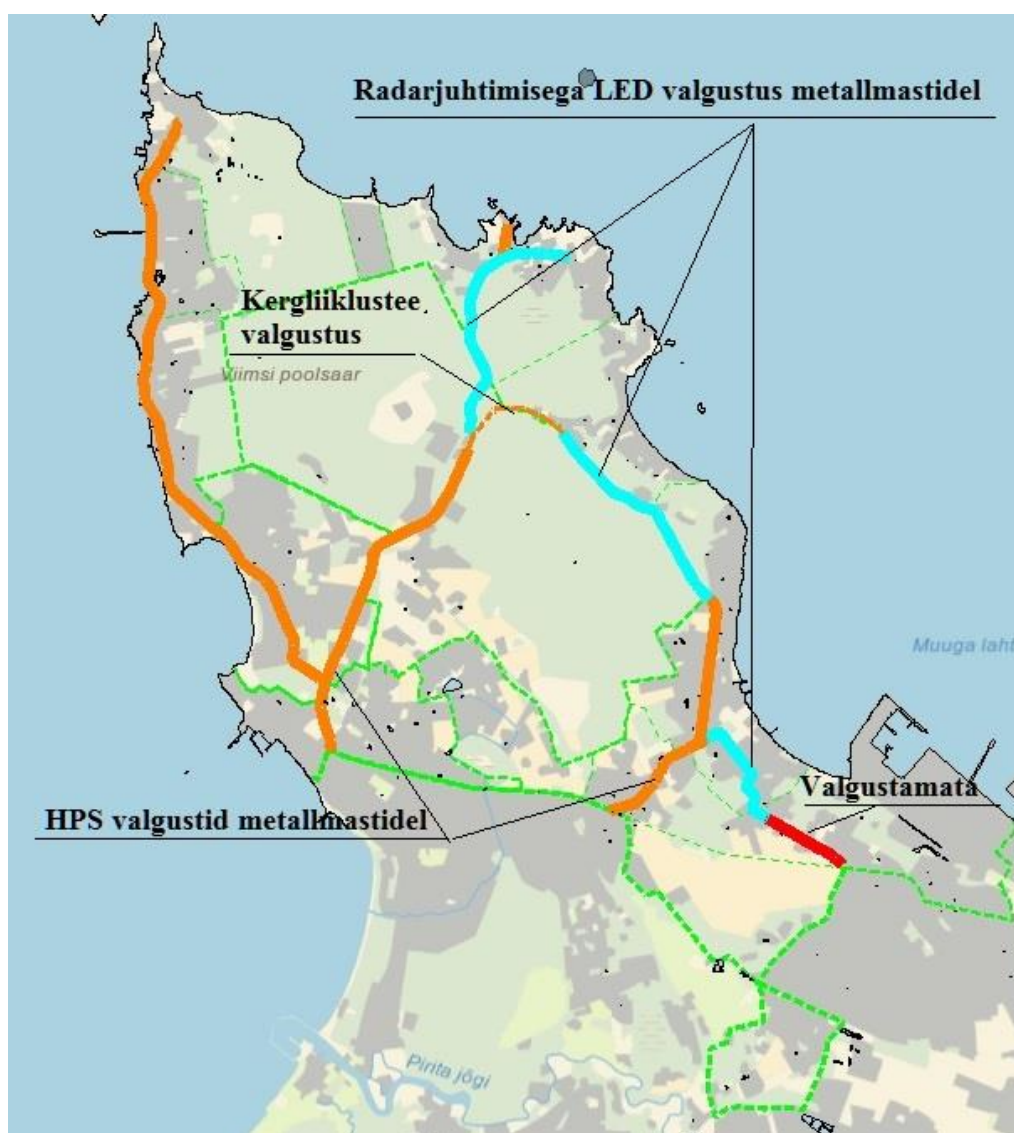 Radarjuhtimisega LED valgustus metallmastidel
Kergliiklustee
valgustus
Viimsi poolsaar
Muuga laht
Valgustamata
HPS valgustid metallmastidel
Pirita jõgi